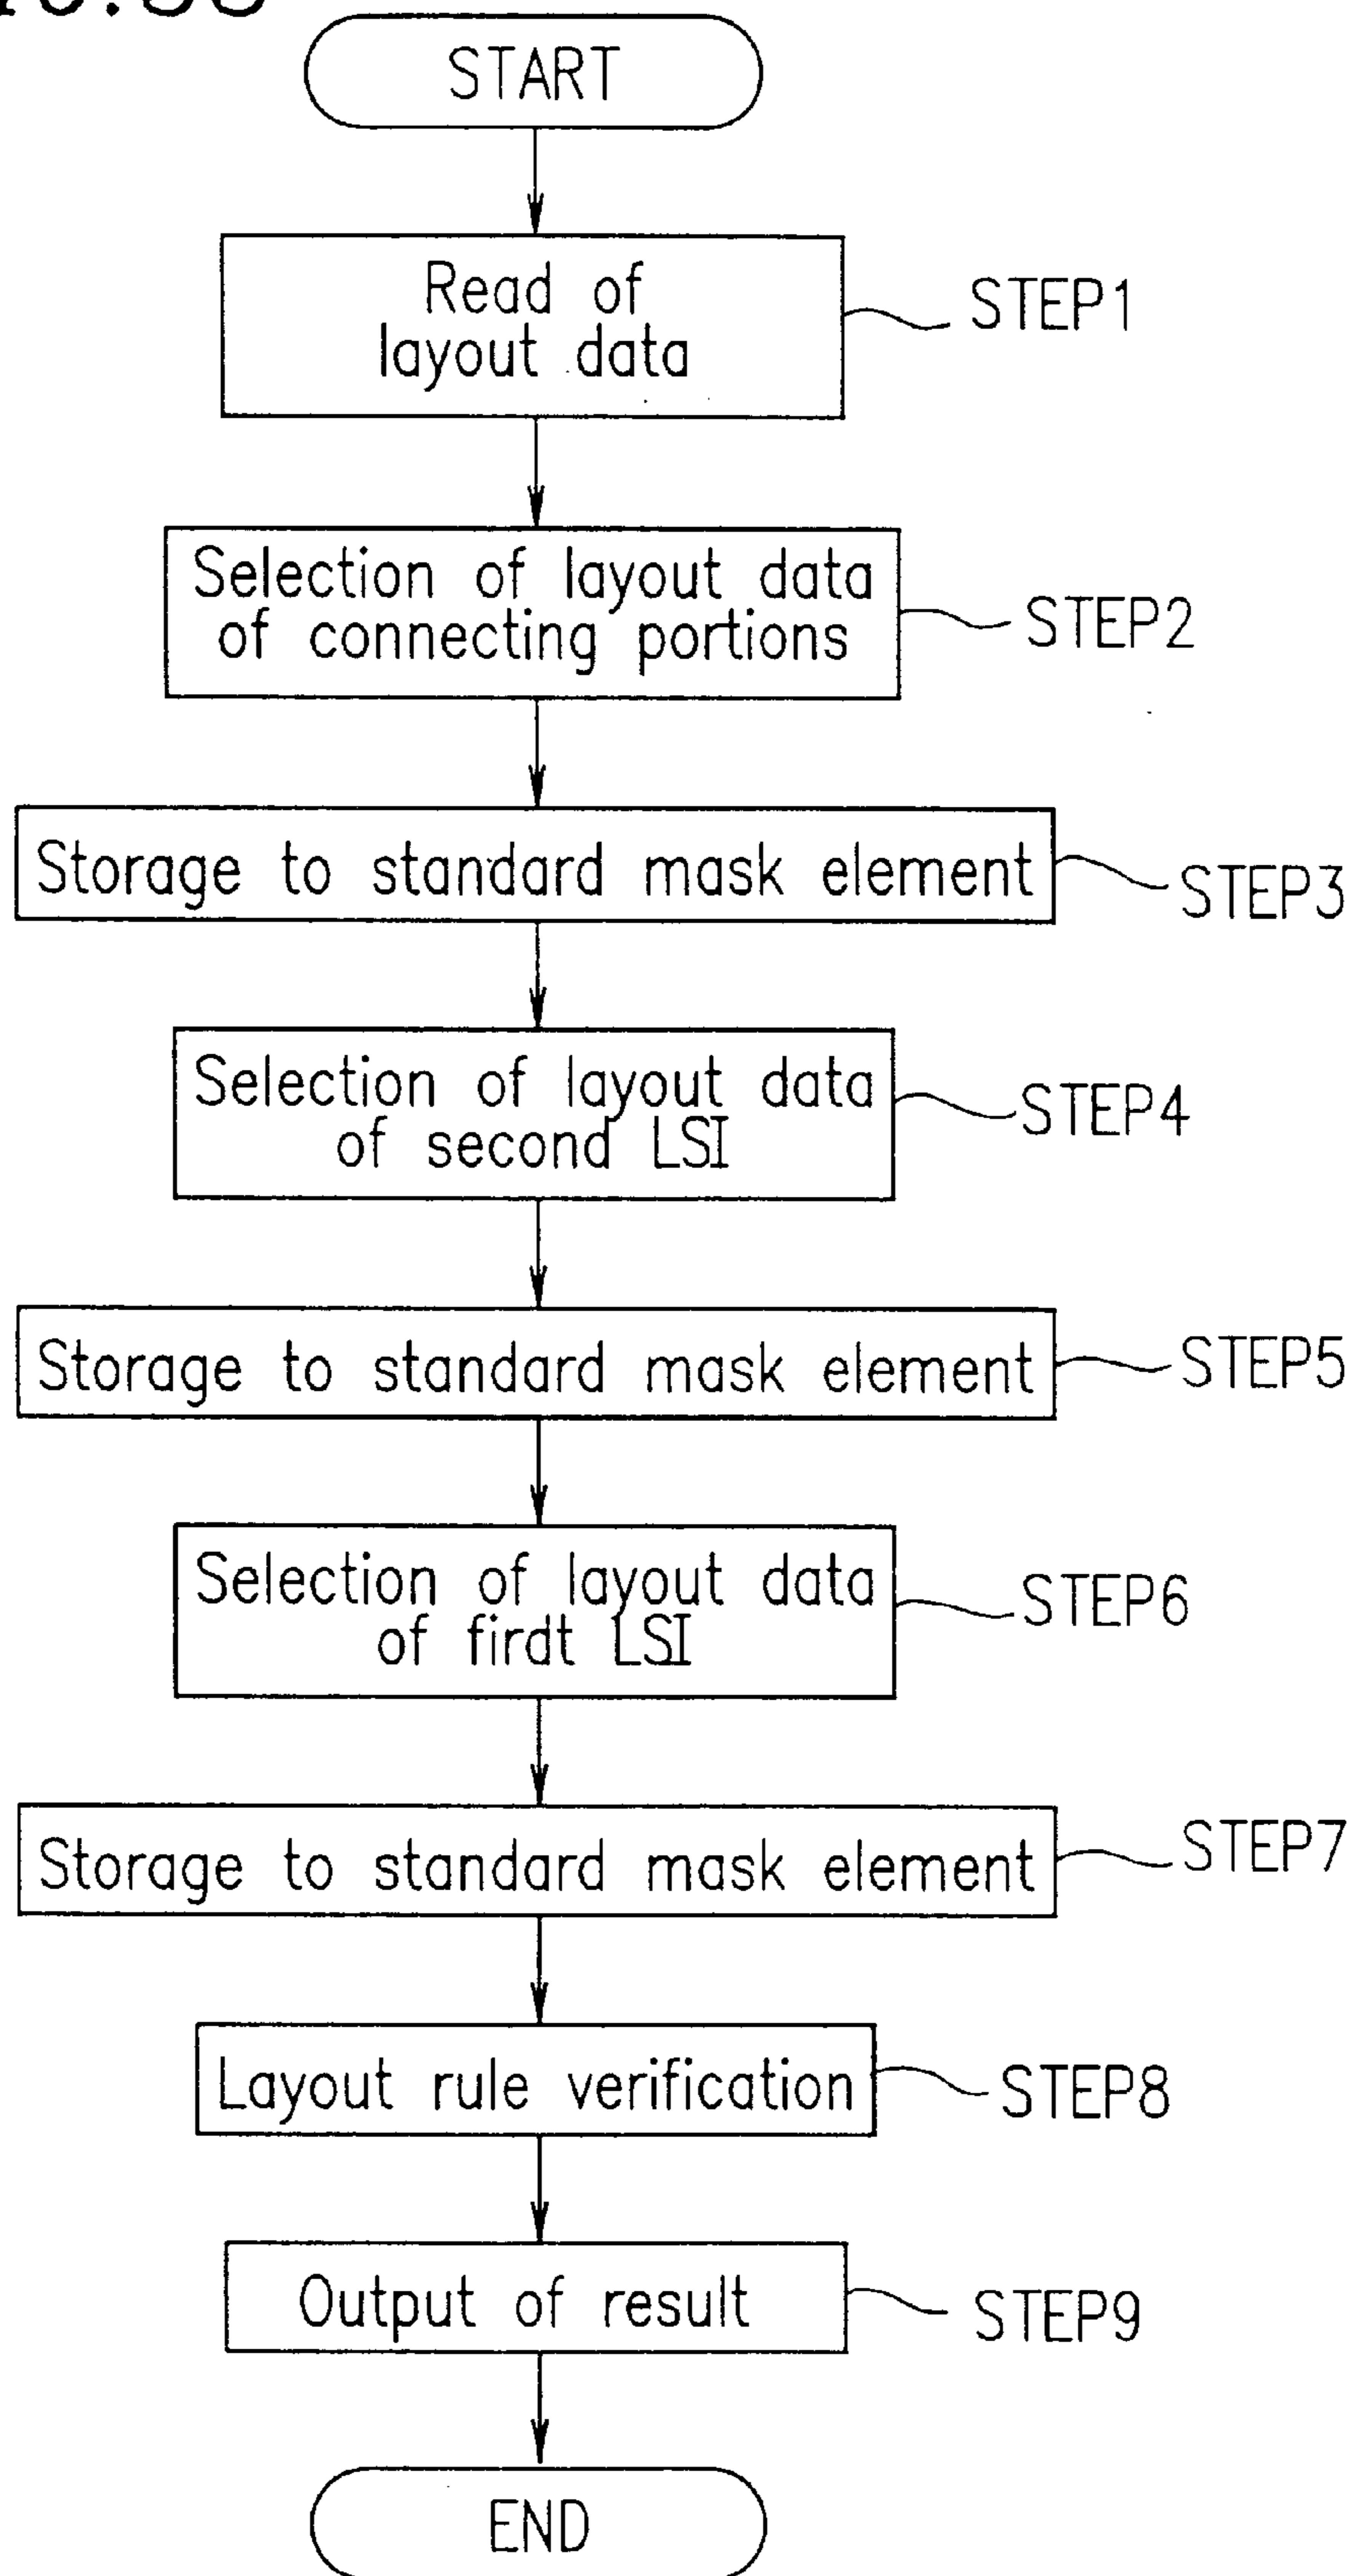 START
Read of
layout data
STEP1
Selection of layout data
of connecting portions
STEP2
Storage to standard mask element
STEP3
Selection of layout data
of second LSI
STEP4
Storage to standard mask element
STEP5
Selection of layout data
of firdt LSI
STEP6
Storage to standard mask element
STEP7
Layout rule verification
STEP8
Output of result
STEP9
END